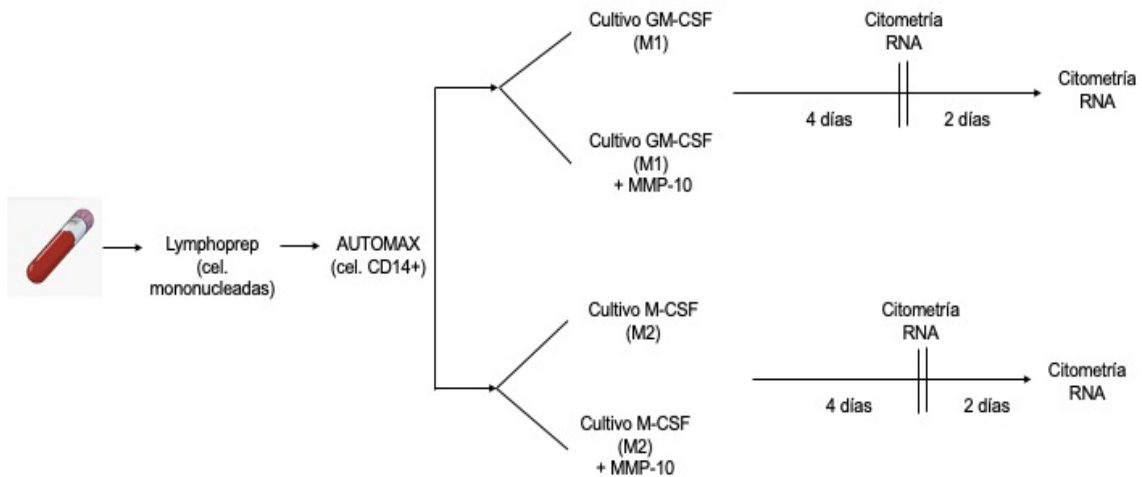 Cultivo GM-CSF
(M1)
Citometría
RNA
4 días
2 días
Citometría
RNA
Cultivo GM-CSF
(M1)
+ MMP-10
Lymphoprep
(cel.
mononucleadas)
AUTOMAX
(cel. CD14+)
Cultivo M-CSF
(M2)
Citometría
RNA
4 días
2 días
Citometría
RNA
Cultivo M-CSF
(M2)
+ MMP-10